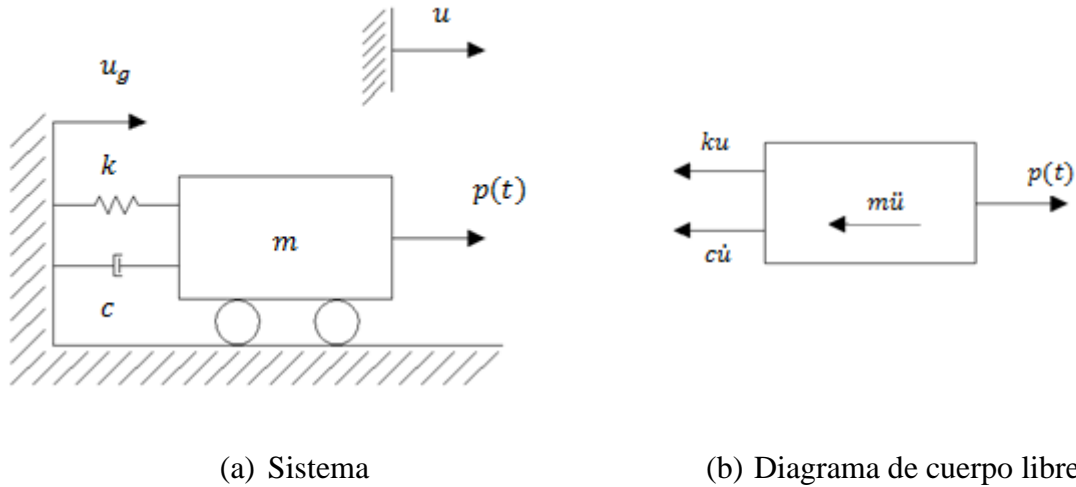 u
u_g
k
p(t)
m
c
ku
p(t)
mü
cu̇
(a) Sistema
(b) Diagrama de cuerpo libre